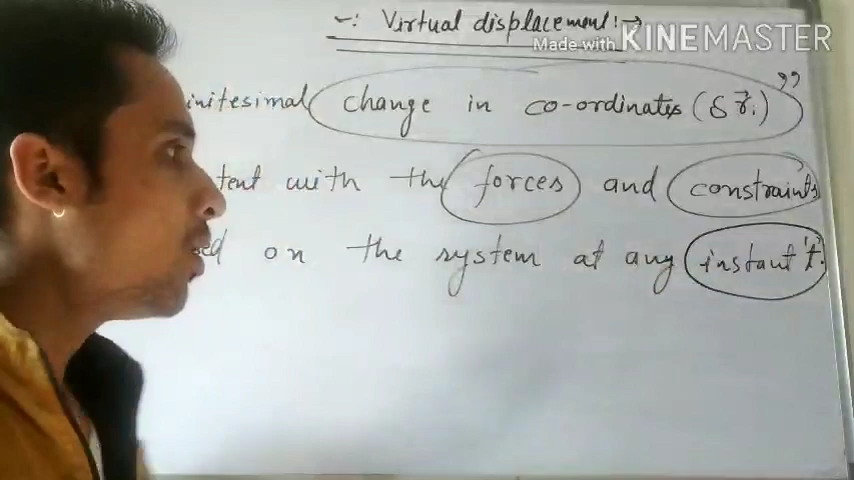 -: Virtual displacement :→
Made with KINEMASTER
initesimal change in co-ordinates (δr⃗ᵢ)”
tent with the forces and constraints
ed on the system at any instant 't'.